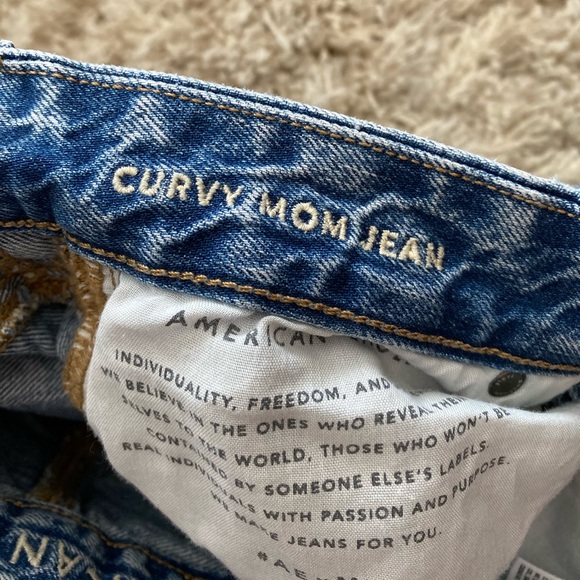 CURVY MOM JEAN
AMERICAN
INDIVIDUALITY, FREEDOM, AND
WE BELIEVE IN THE ONES WHO REVEAL
SELVES TO THE WORLD, THOSE WHO WON'T BE
CONTAINED BY SOMEONE ELSE'S LABELS.
REAL INDIVIDUALS WITH PASSION AND PURPOSE.
WE MAKE JEANS FOR YOU.